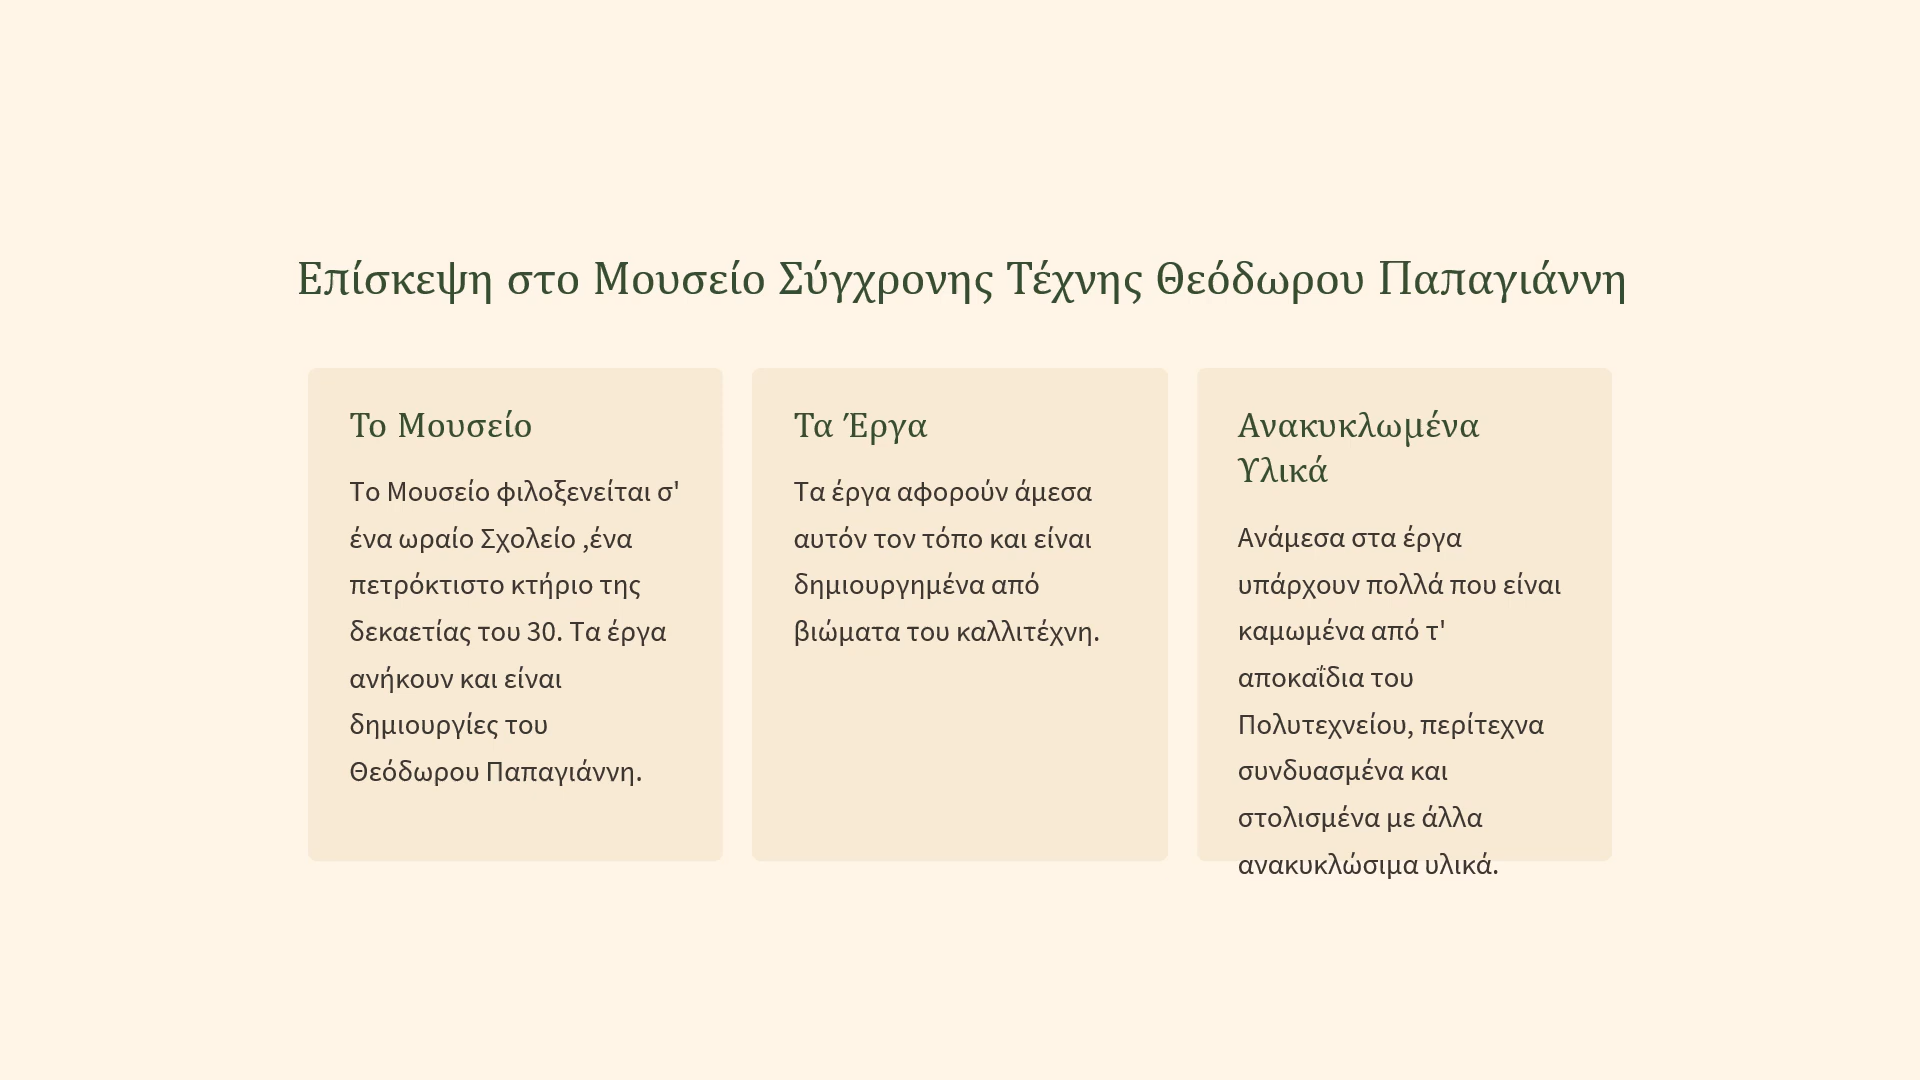 Επίσκεψη στο Μουσείο Σύγχρονης Τέχνης Θεόδωρου Παπαγιάννη
Το Μουσείο
Το Μουσείο φιλοξενείται σ'
ένα ωραίο Σχολείο ,ένα
πετρόκτιστο κτήριο της
δεκαετίας του 30. Τα έργα
ανήκουν και είναι
δημιουργίες του
Θεόδωρου Παπαγιάννη.
Τα Έργα
Τα έργα αφορούν άμεσα
αυτόν τον τόπο και είναι
δημιουργημένα από
βιώματα του καλλιτέχνη.
Ανακυκλωμένα
Υλικά
Ανάμεσα στα έργα
υπάρχουν πολλά που είναι
καμωμένα από τ'
αποκαΐδια του
Πολυτεχνείου, περίτεχνα
συνδυασμένα και
στολισμένα με άλλα
ανακυκλώσιμα υλικά.